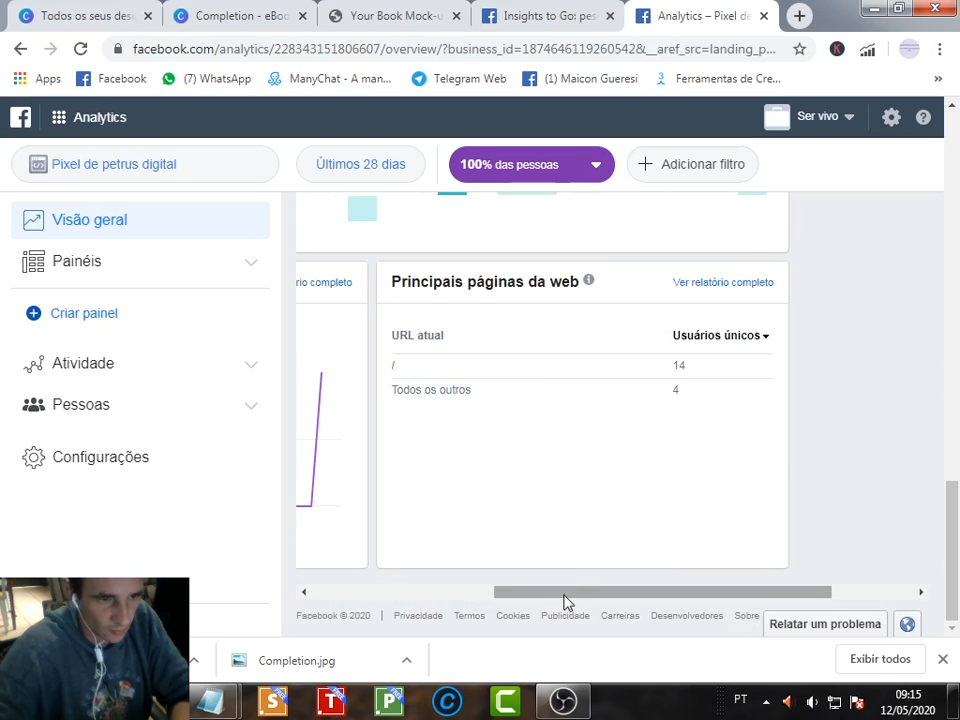 Todos os seus dese
Completion - eBoo
Your Book Mock-u
Insights to Go: pes
Analytics – Pixel de
facebook.com/analytics/228343151806607/overview/?business_id=187464611926054&__aref_src=landing_p...
Apps
Facebook
(7) WhatsApp
ManyChat - A man...
Telegram Web
(1) Maicon Gueresi
Ferramentas de Cre...
»
Analytics
Ser vivo
Pixel de petrus digital
Últimos 28 dias
100% das pessoas
Adicionar filtro
Visão geral
Painéis
Criar painel
Atividade
Pessoas
Configurações
rio completo
Principais páginas da web
Ver relatório completo
URL atual
Usuários únicos
/
14
Todos os outros
4
Facebook © 2020
Privacidade
Termos
Cookies
Publicidade
Carreiras
Desenvolvedores
Sobre
Relatar um problema
Completion.jpg
Exibir todos
PT
09:15
12/05/2020